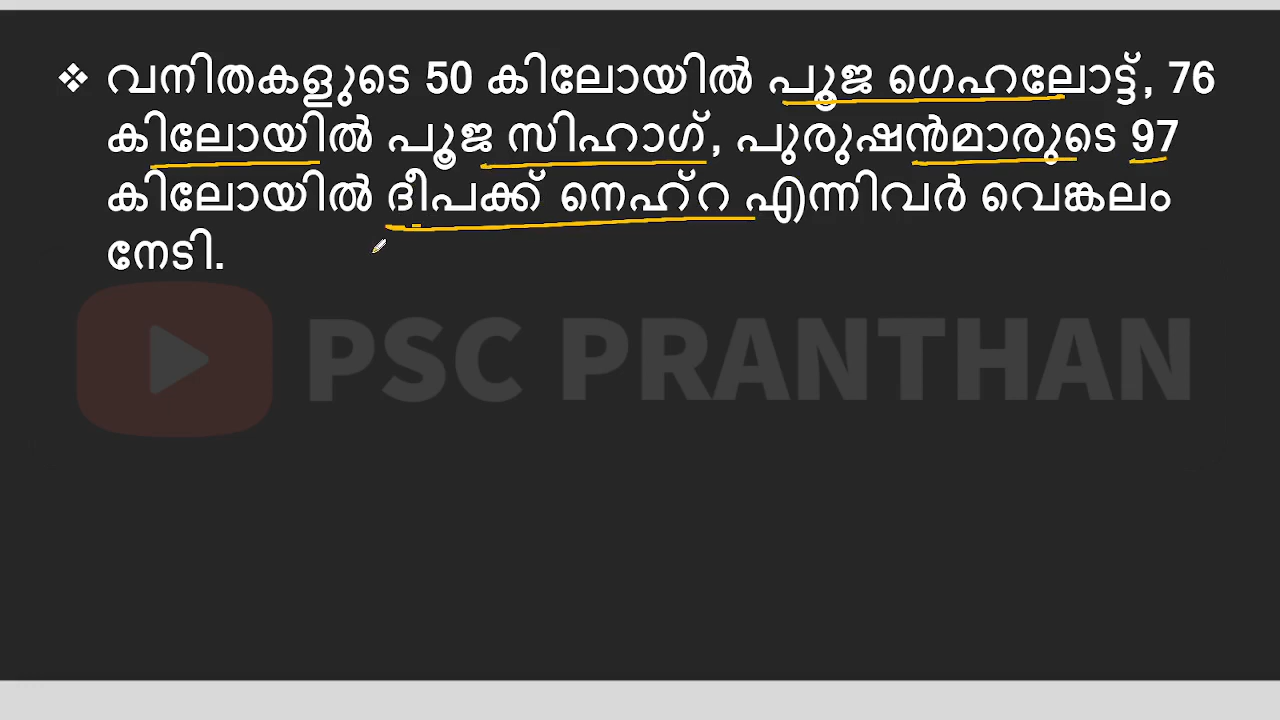 ❖ വനിതകളുടെ 50 കിലോയിൽ പൂജ ഗെഹലോട്ട്, 76
കിലോയിൽ പൂജ സിഹാഗ്, പുരുഷൻമാരുടെ 97
കിലോയിൽ ദീപക്ക് നെഹ്റ എന്നിവർ വെങ്കലം
നേടി.
PSC PRANTHAN